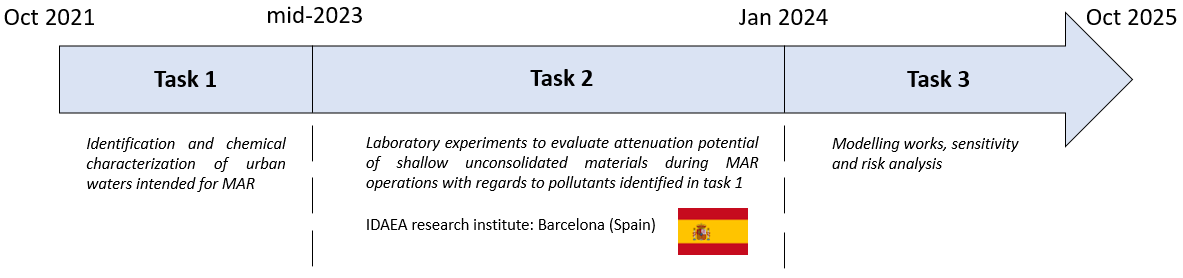 Oct 2021
mid-2023
Jan 2024
Oct 2025
Task 1
Task 2
Task 3
Identification and chemical
characterization of urban
waters intended for MAR
Laboratory experiments to evaluate attenuation potential
of shallow unconsolidated materials during MAR
operations with regards to pollutants identified in task 1
IDAEA research institute: Barcelona (Spain)
Modelling works, sensitivity
and risk analysis